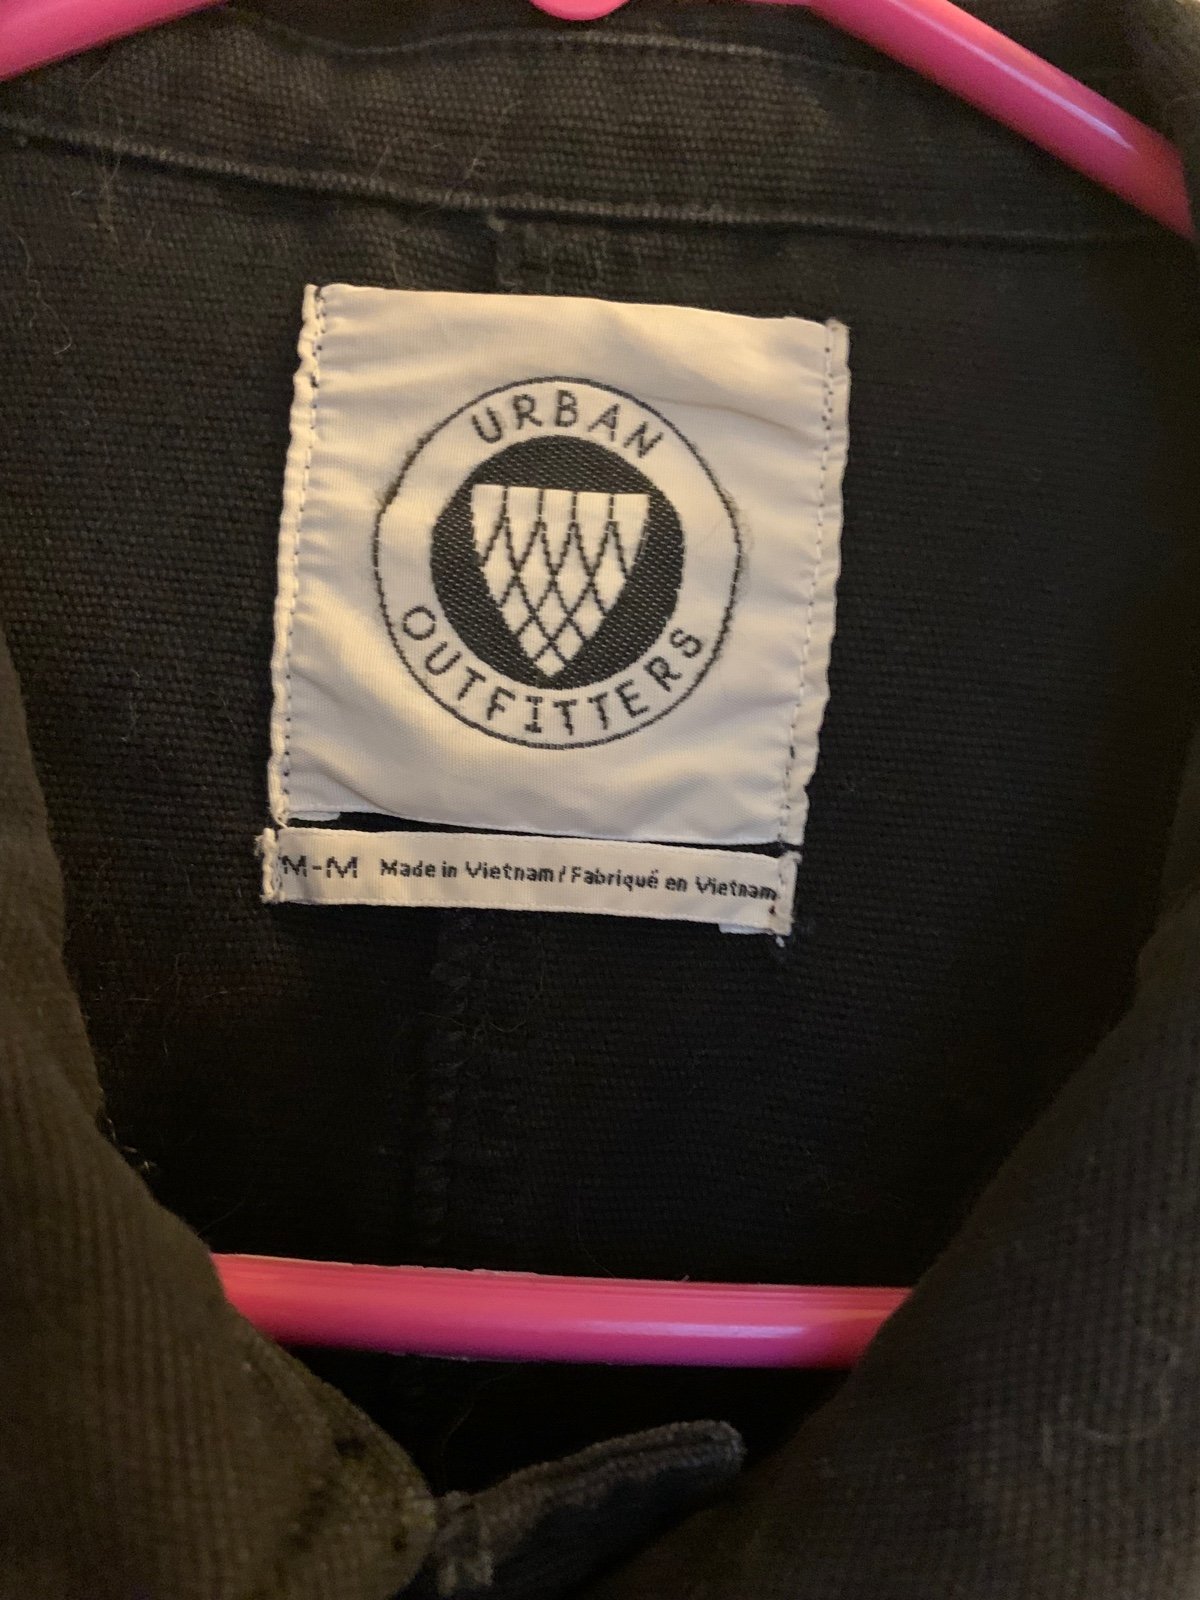 URBAN
OUTFITTERS
M-M Made in Vietnam / Fabriqué en Vietnam